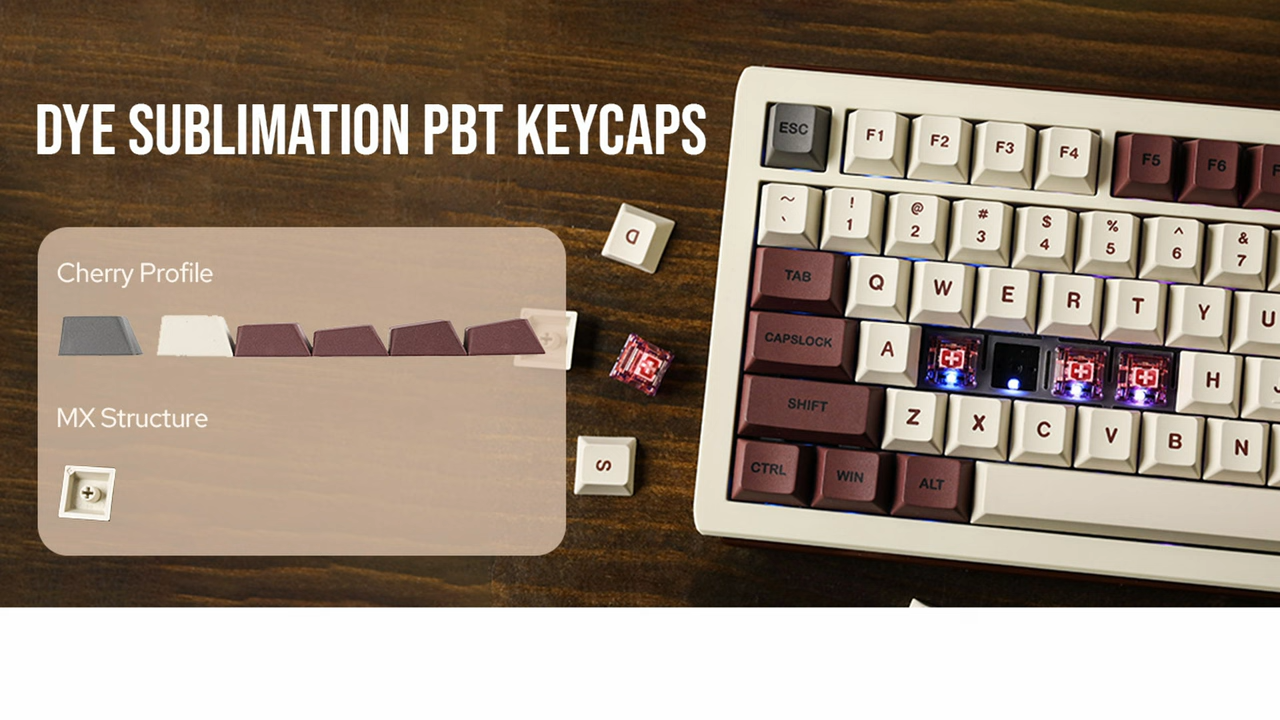 DYE SUBLIMATION PBT KEYCAPS
Cherry Profile
MX Structure
D
S
ESC F1 F2 F3 F4 F5 F6
~ ! @ # $ % ^ &
` 1 2 3 4 5 6 7
TAB Q W E R T Y U
CAPSLOCK A H
SHIFT Z X C V B N
CTRL WIN ALT